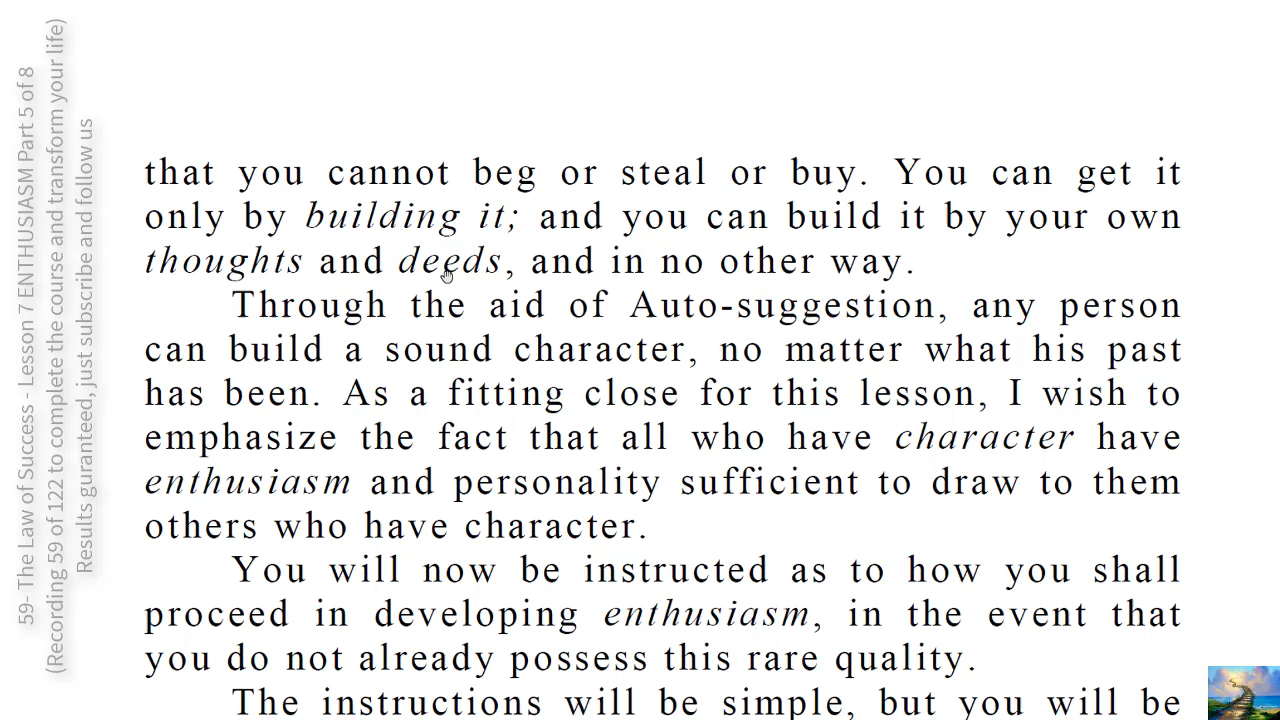 59- The Law of Success - Lesson 7 ENTHUSIASM Part 5 of 8
(Recording 59 of 122 to complete the course and transform your life)
Results guranteed, just subscribe and follow us
that you cannot beg or steal or buy. You can get it
only by building it; and you can build it by your own
thoughts and deeds, and in no other way.
Through the aid of Auto-suggestion, any person
can build a sound character, no matter what his past
has been. As a fitting close for this lesson, I wish to
emphasize the fact that all who have character have
enthusiasm and personality sufficient to draw to them
others who have character.
You will now be instructed as to how you shall
proceed in developing enthusiasm, in the event that
you do not already possess this rare quality.
The instructions will be simple, but you will be